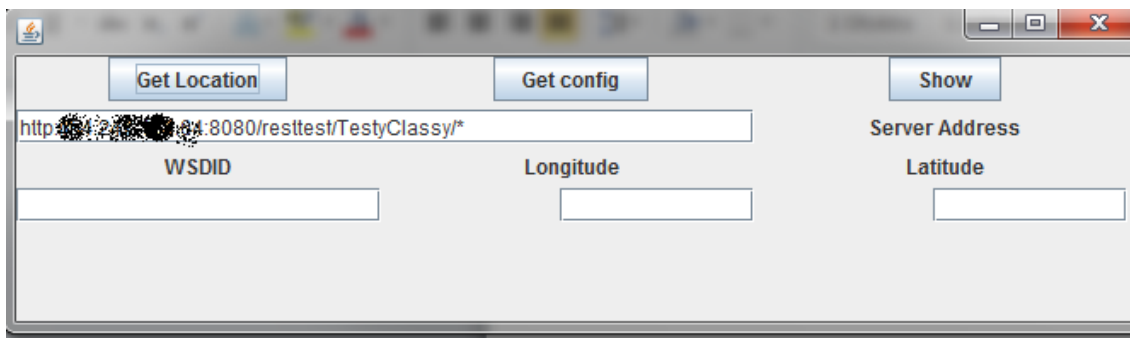 Get Location Get config Show
http :8080/resttest/TestyClassy/* Server Address
WSDID Longitude Latitude